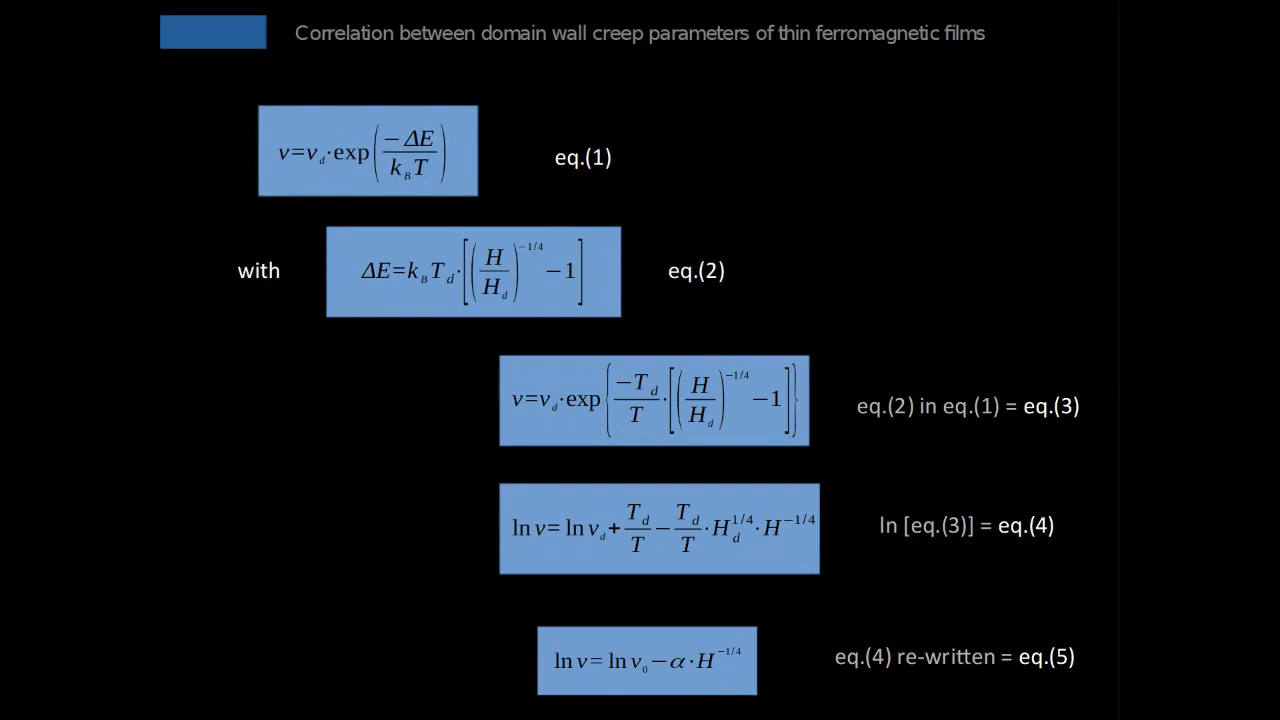 Correlation between domain wall creep parameters of thin ferromagnetic films
v=v_d·exp(−ΔE/(k_B T)) eq.(1)
with ΔE=k_B T_d·[(H/H_d)^−1/4 −1] eq.(2)
v=v_d·exp{−T_d/T·[(H/H_d)^−1/4 −1]} eq.(2) in eq.(1) = eq.(3)
ln v= ln v_d + T_d/T − T_d/T · H_d^1/4 · H^−1/4 ln [eq.(3)] = eq.(4)
ln v= ln v_0 − α·H^−1/4 eq.(4) re-written = eq.(5)